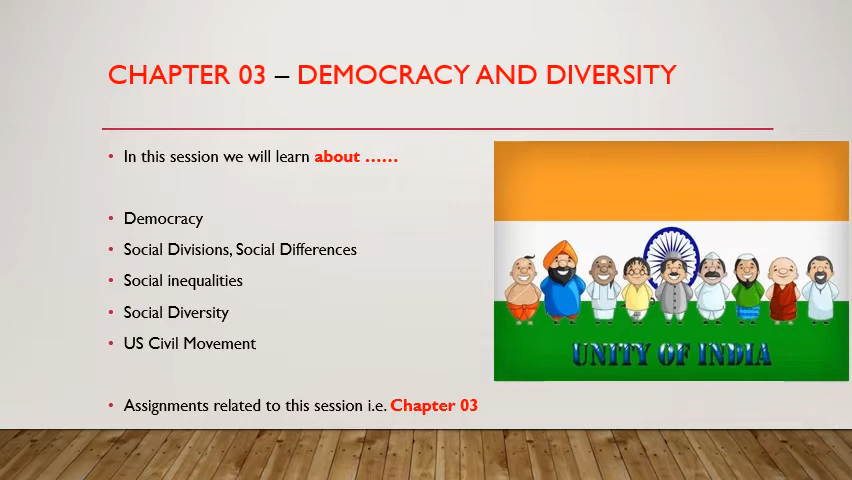 CHAPTER 03 – DEMOCRACY AND DIVERSITY
• In this session we will learn about ……
• Democracy
• Social Divisions, Social Differences
• Social inequalities
• Social Diversity
• US Civil Movement
• Assignments related to this session i.e. Chapter 03
UNITY OF INDIA